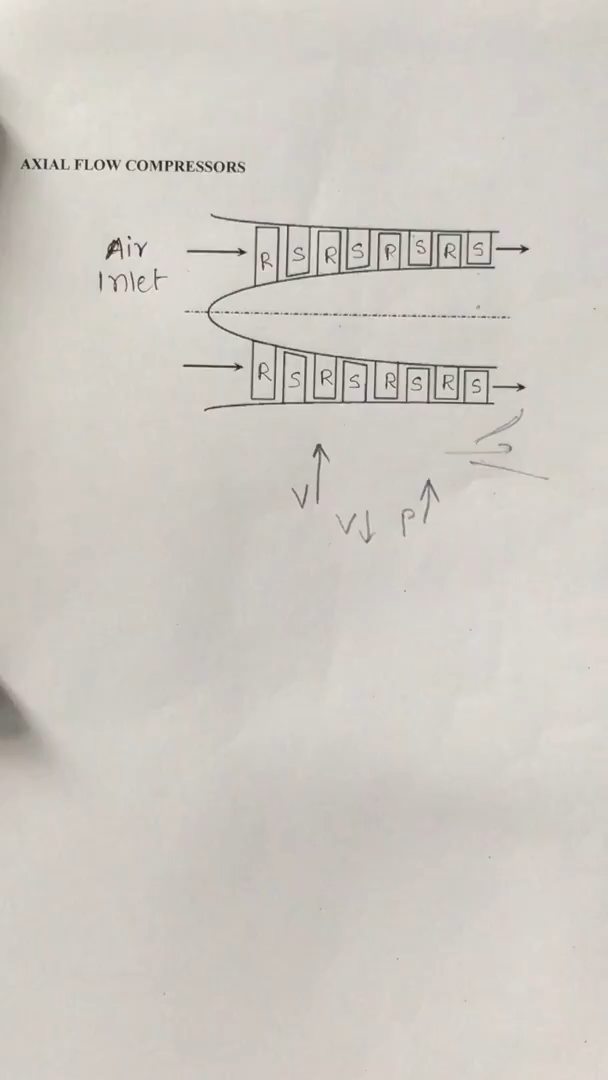 AXIAL FLOW COMPRESSORS
Air
Inlet
R S R S R S R S
R S R S R S R S
V↑
V↓ P↑